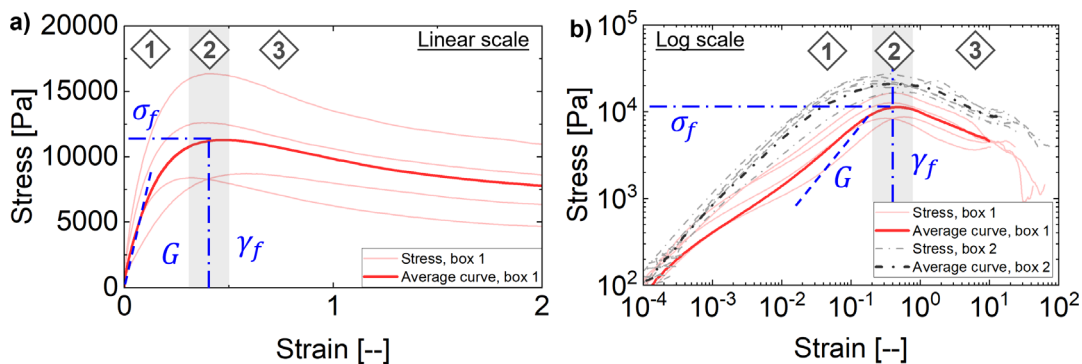 a)
Linear scale
1 2 3
20000
15000
10000
5000
0
Stress [Pa]
σf
G
γf
Stress, box 1
Average curve, box 1
0 1 2
Strain [--]
b)
Log scale
1 2 3
10^5
10^4
10^3
10^2
Stress [Pa]
σf
G
γf
Stress, box 1
Average curve, box 1
Stress, box 2
Average curve, box 2
10^-4 10^-3 10^-2 10^-1 10^0 10^1 10^2
Strain [--]